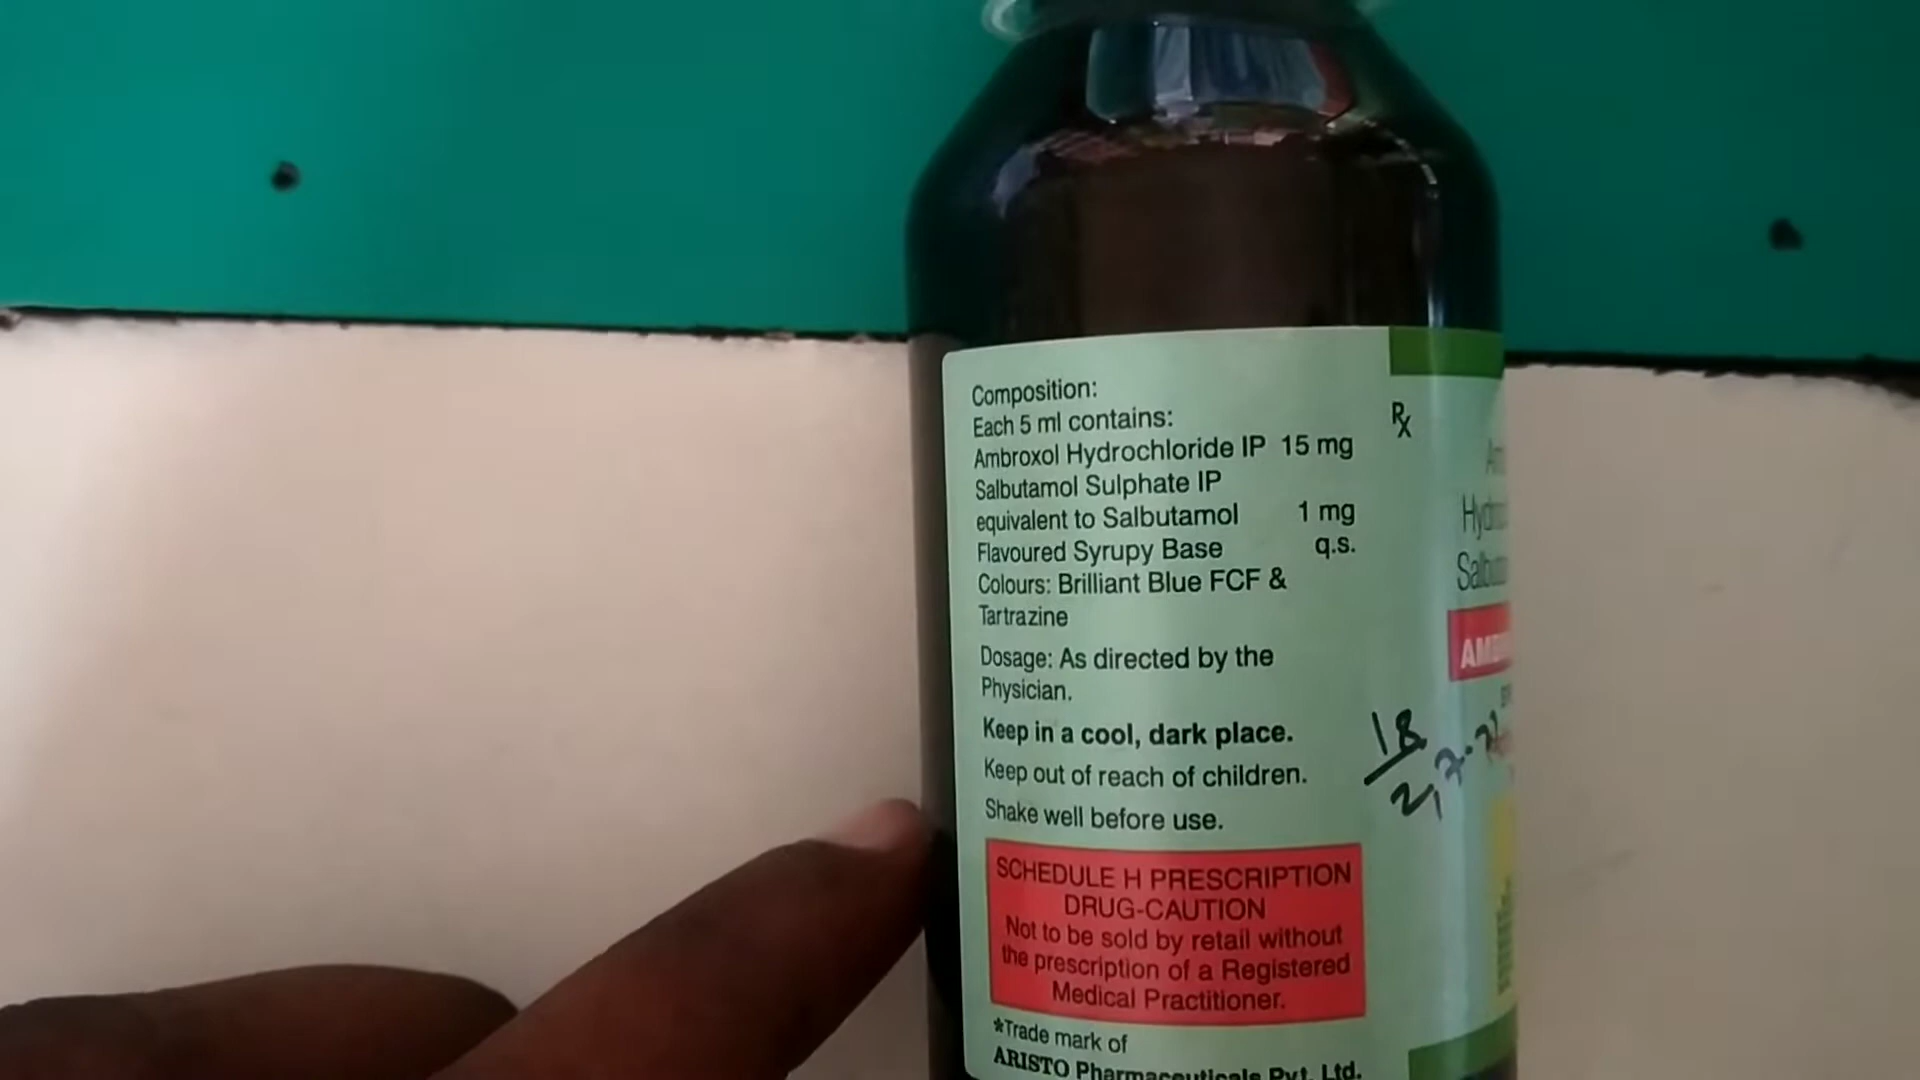 Composition:
Each 5 ml contains:
Ambroxol Hydrochloride IP 15 mg
Salbutamol Sulphate IP
equivalent to Salbutamol 1 mg
Flavoured Syrupy Base q.s.
Colours: Brilliant Blue FCF &
Tartrazine
Dosage: As directed by the
Physician.
Keep in a cool, dark place.
Keep out of reach of children.
Shake well before use.
SCHEDULE H PRESCRIPTION
DRUG-CAUTION
Not to be sold by retail without
the prescription of a Registered
Medical Practitioner.
*Trade mark of
ARISTO Pharmaceuticals Pvt. Ltd.
Rx
18